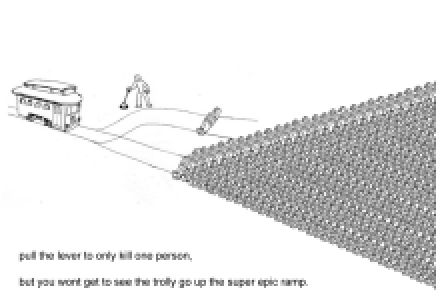 pull the lever to only kill one person,
but you wont get to see the trolly go up the super epic ramp.